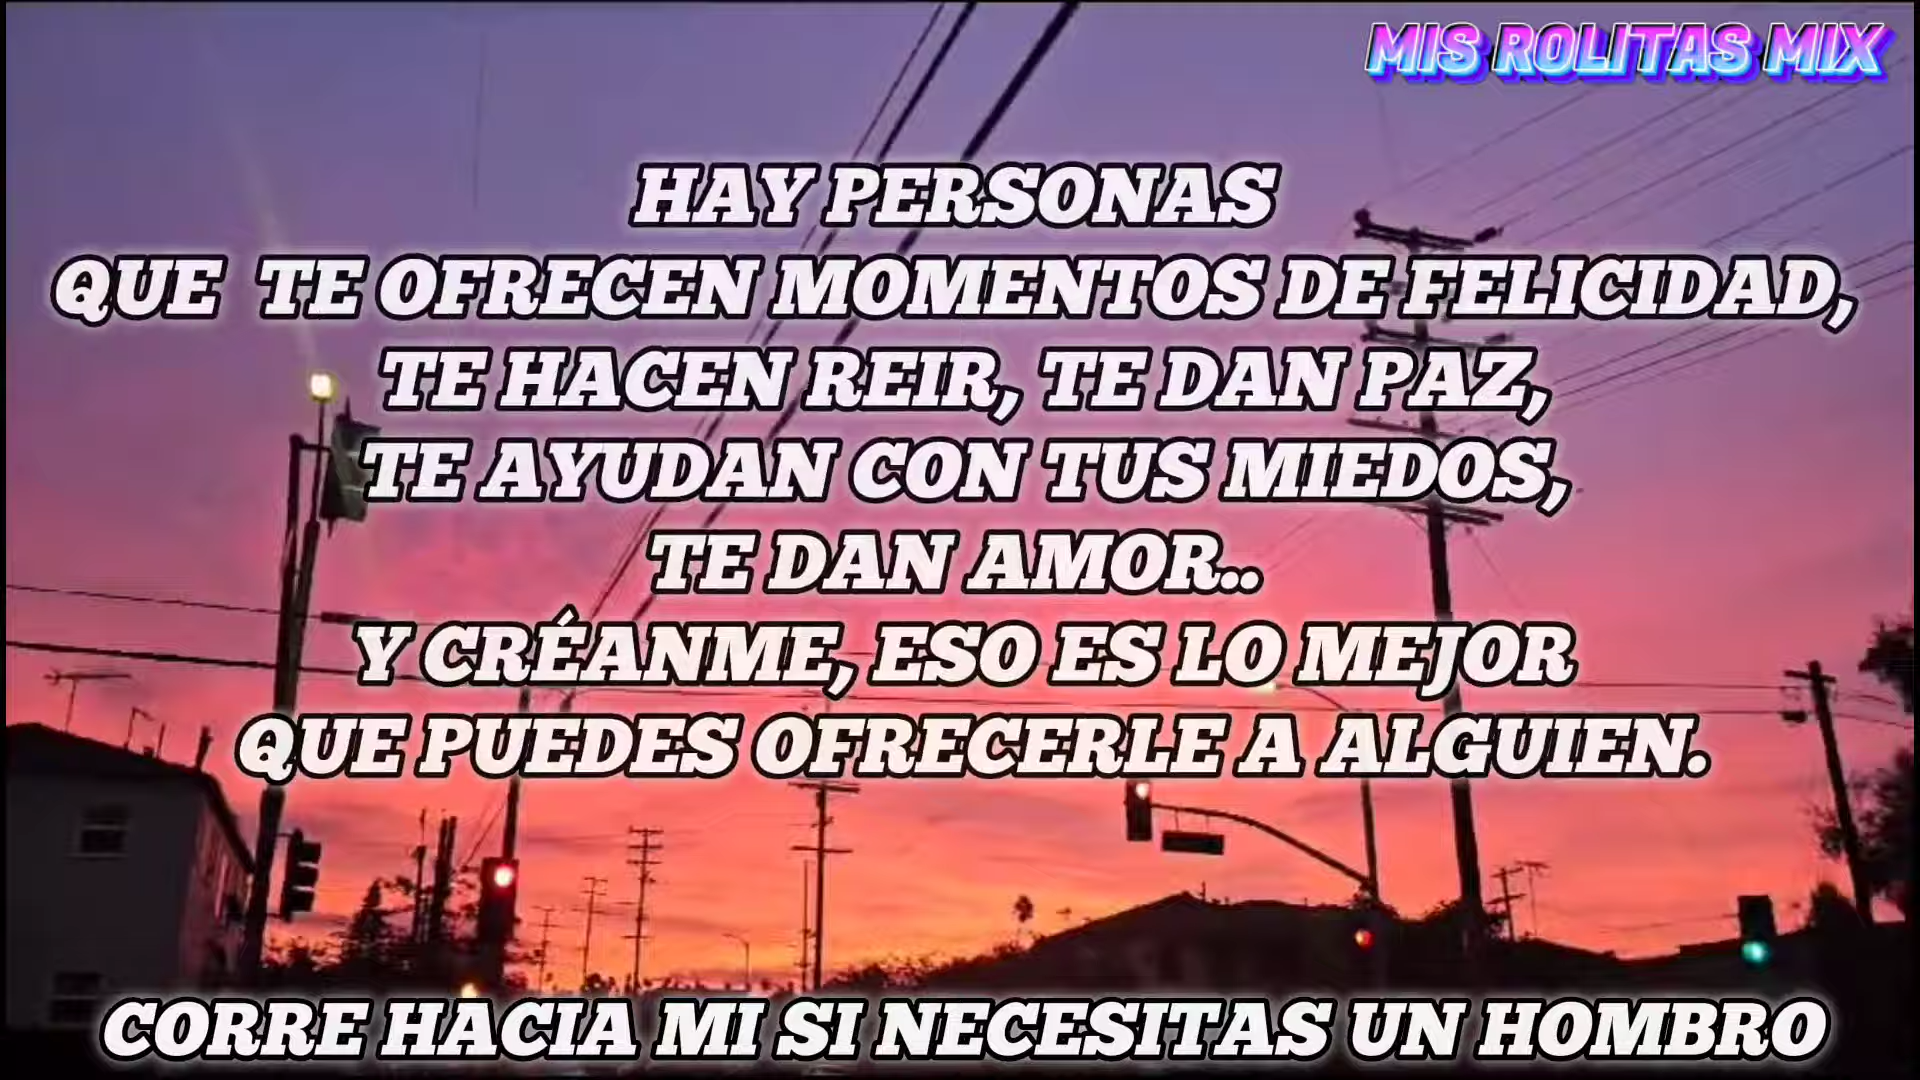 MIS ROLITAS MIX
HAY PERSONAS
QUE TE OFRECEN MOMENTOS DE FELICIDAD,
TE HACEN REIR, TE DAN PAZ,
TE AYUDAN CON TUS MIEDOS,
TE DAN AMOR..
Y CRÉANME, ESO ES LO MEJOR
QUE PUEDES OFRECERLE A ALGUIEN.
CORRE HACIA MI SI NECESITAS UN HOMBRO